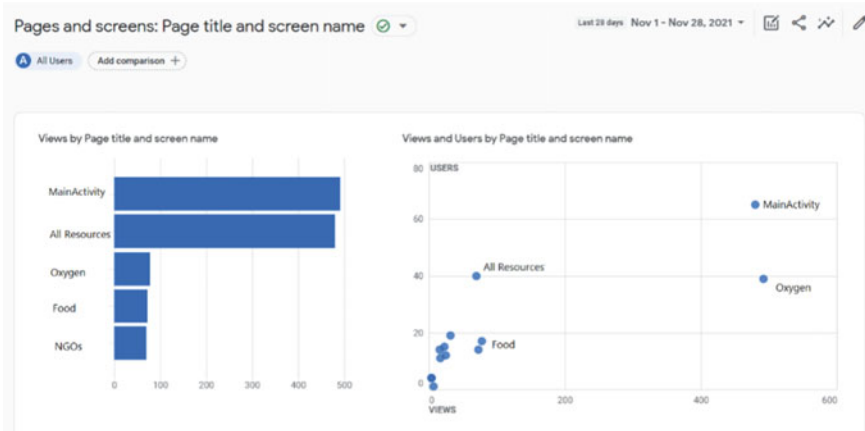 Pages and screens: Page title and screen name
Last 28 days Nov 1 - Nov 28, 2021
A All Users
Add comparison +
Views by Page title and screen name
MainActivity
All Resources
Oxygen
Food
NGOs
0 100 200 300 400 500
Views and Users by Page title and screen name
80 USERS
MainActivity
60
All Resources
40
Oxygen
20
Food
0
0 200 400 600
VIEWS